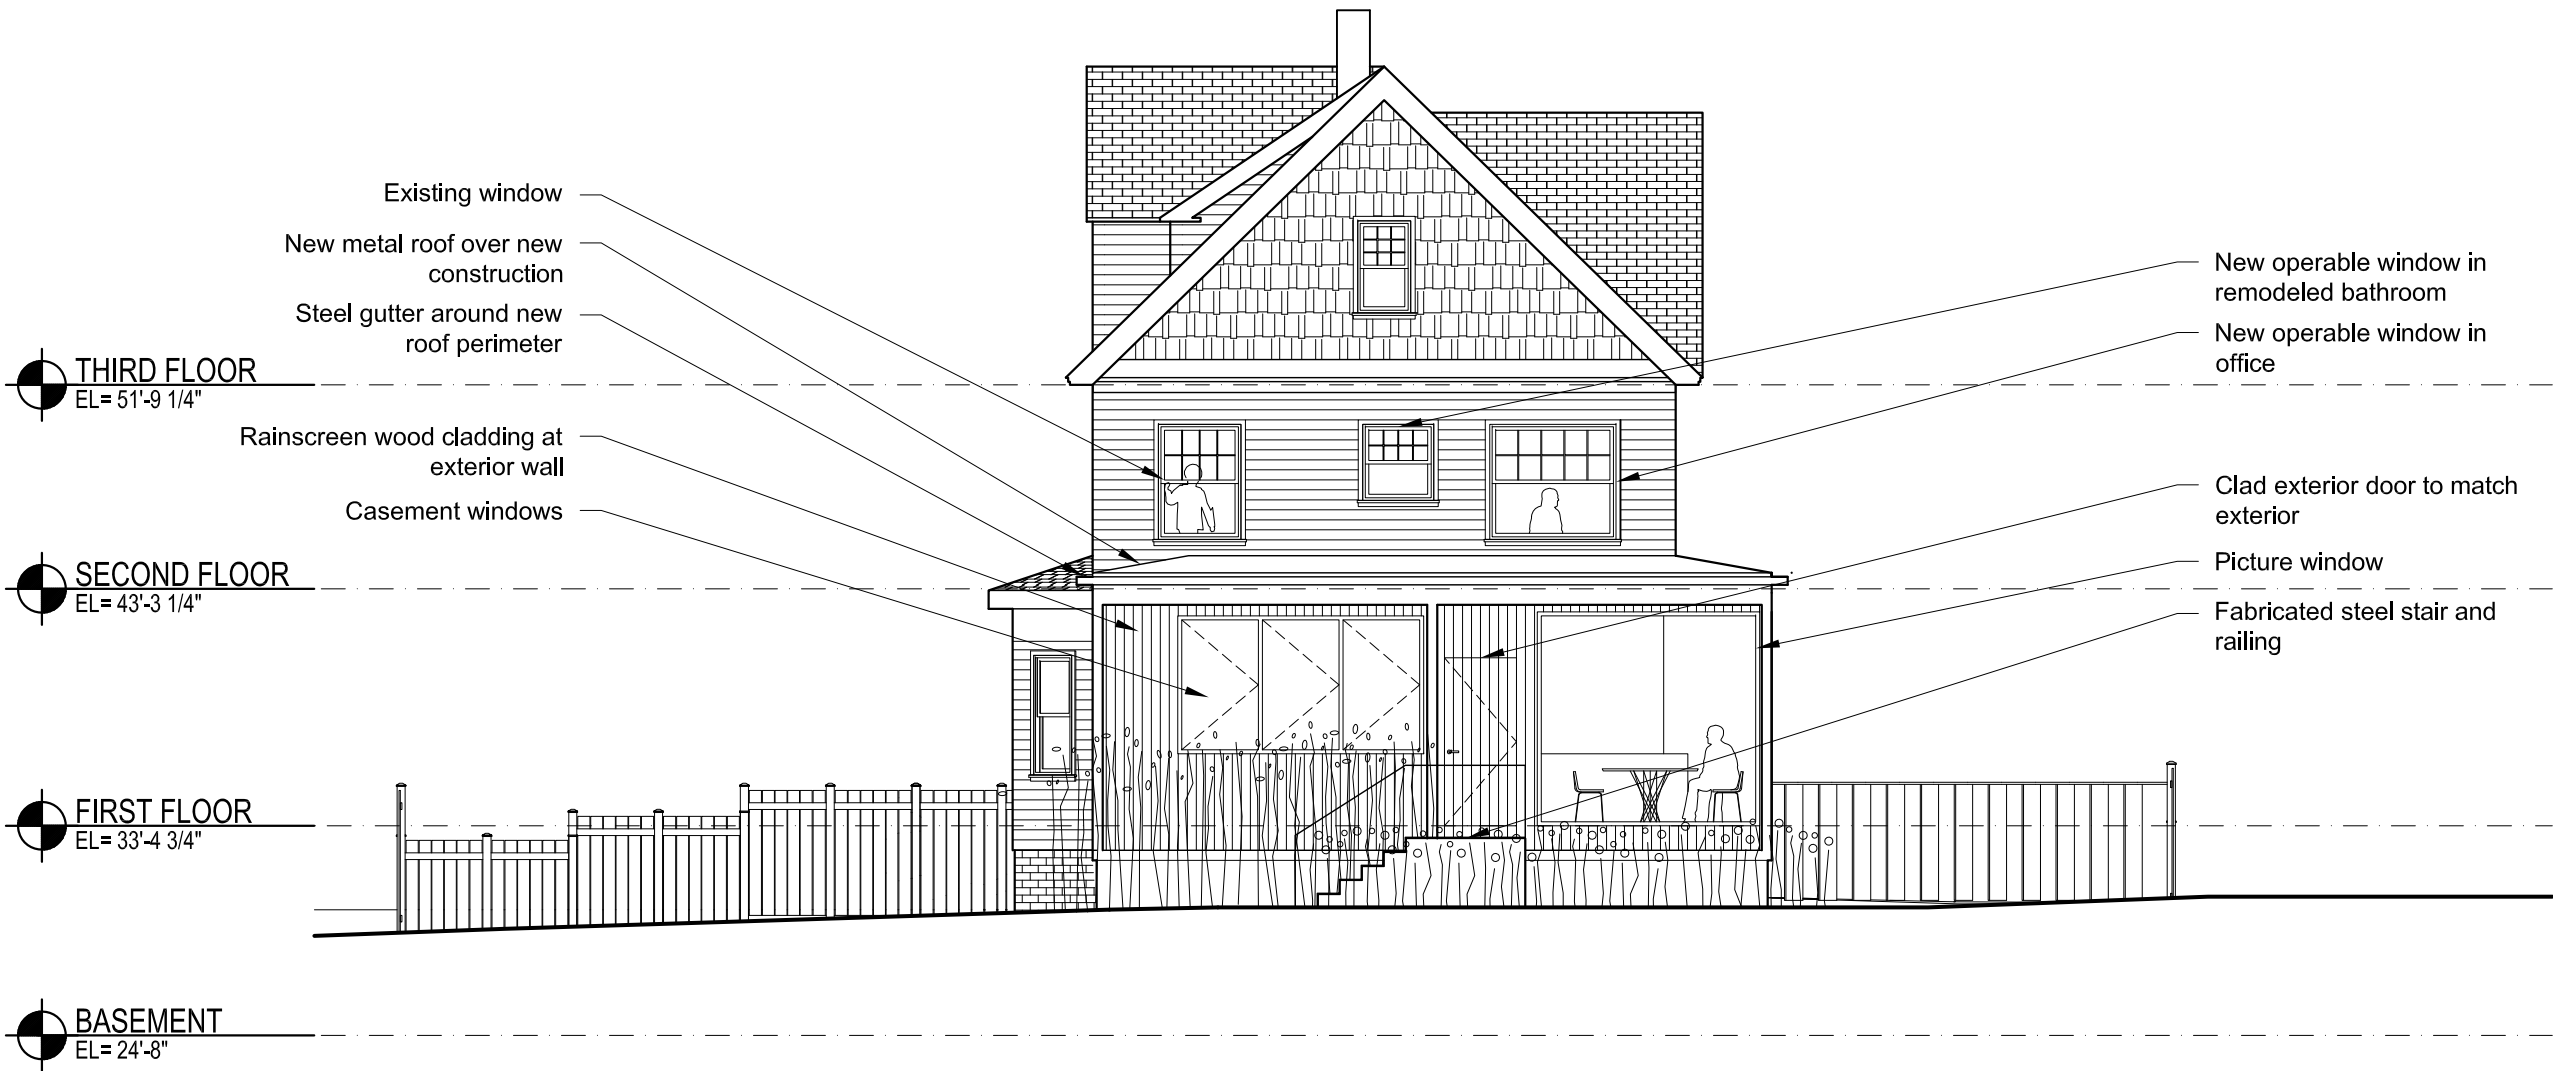 Existing window
New metal roof over new
construction
Steel gutter around new
roof perimeter
THIRD FLOOR
EL= 51'-9 1/4"
Rainscreen wood cladding at
exterior wall
Casement windows
SECOND FLOOR
EL= 43'-3 1/4"
FIRST FLOOR
EL= 33'-4 3/4"
BASEMENT
EL= 24'-8"
New operable window in
remodeled bathroom
New operable window in
office
Clad exterior door to match
exterior
Picture window
Fabricated steel stair and
railing